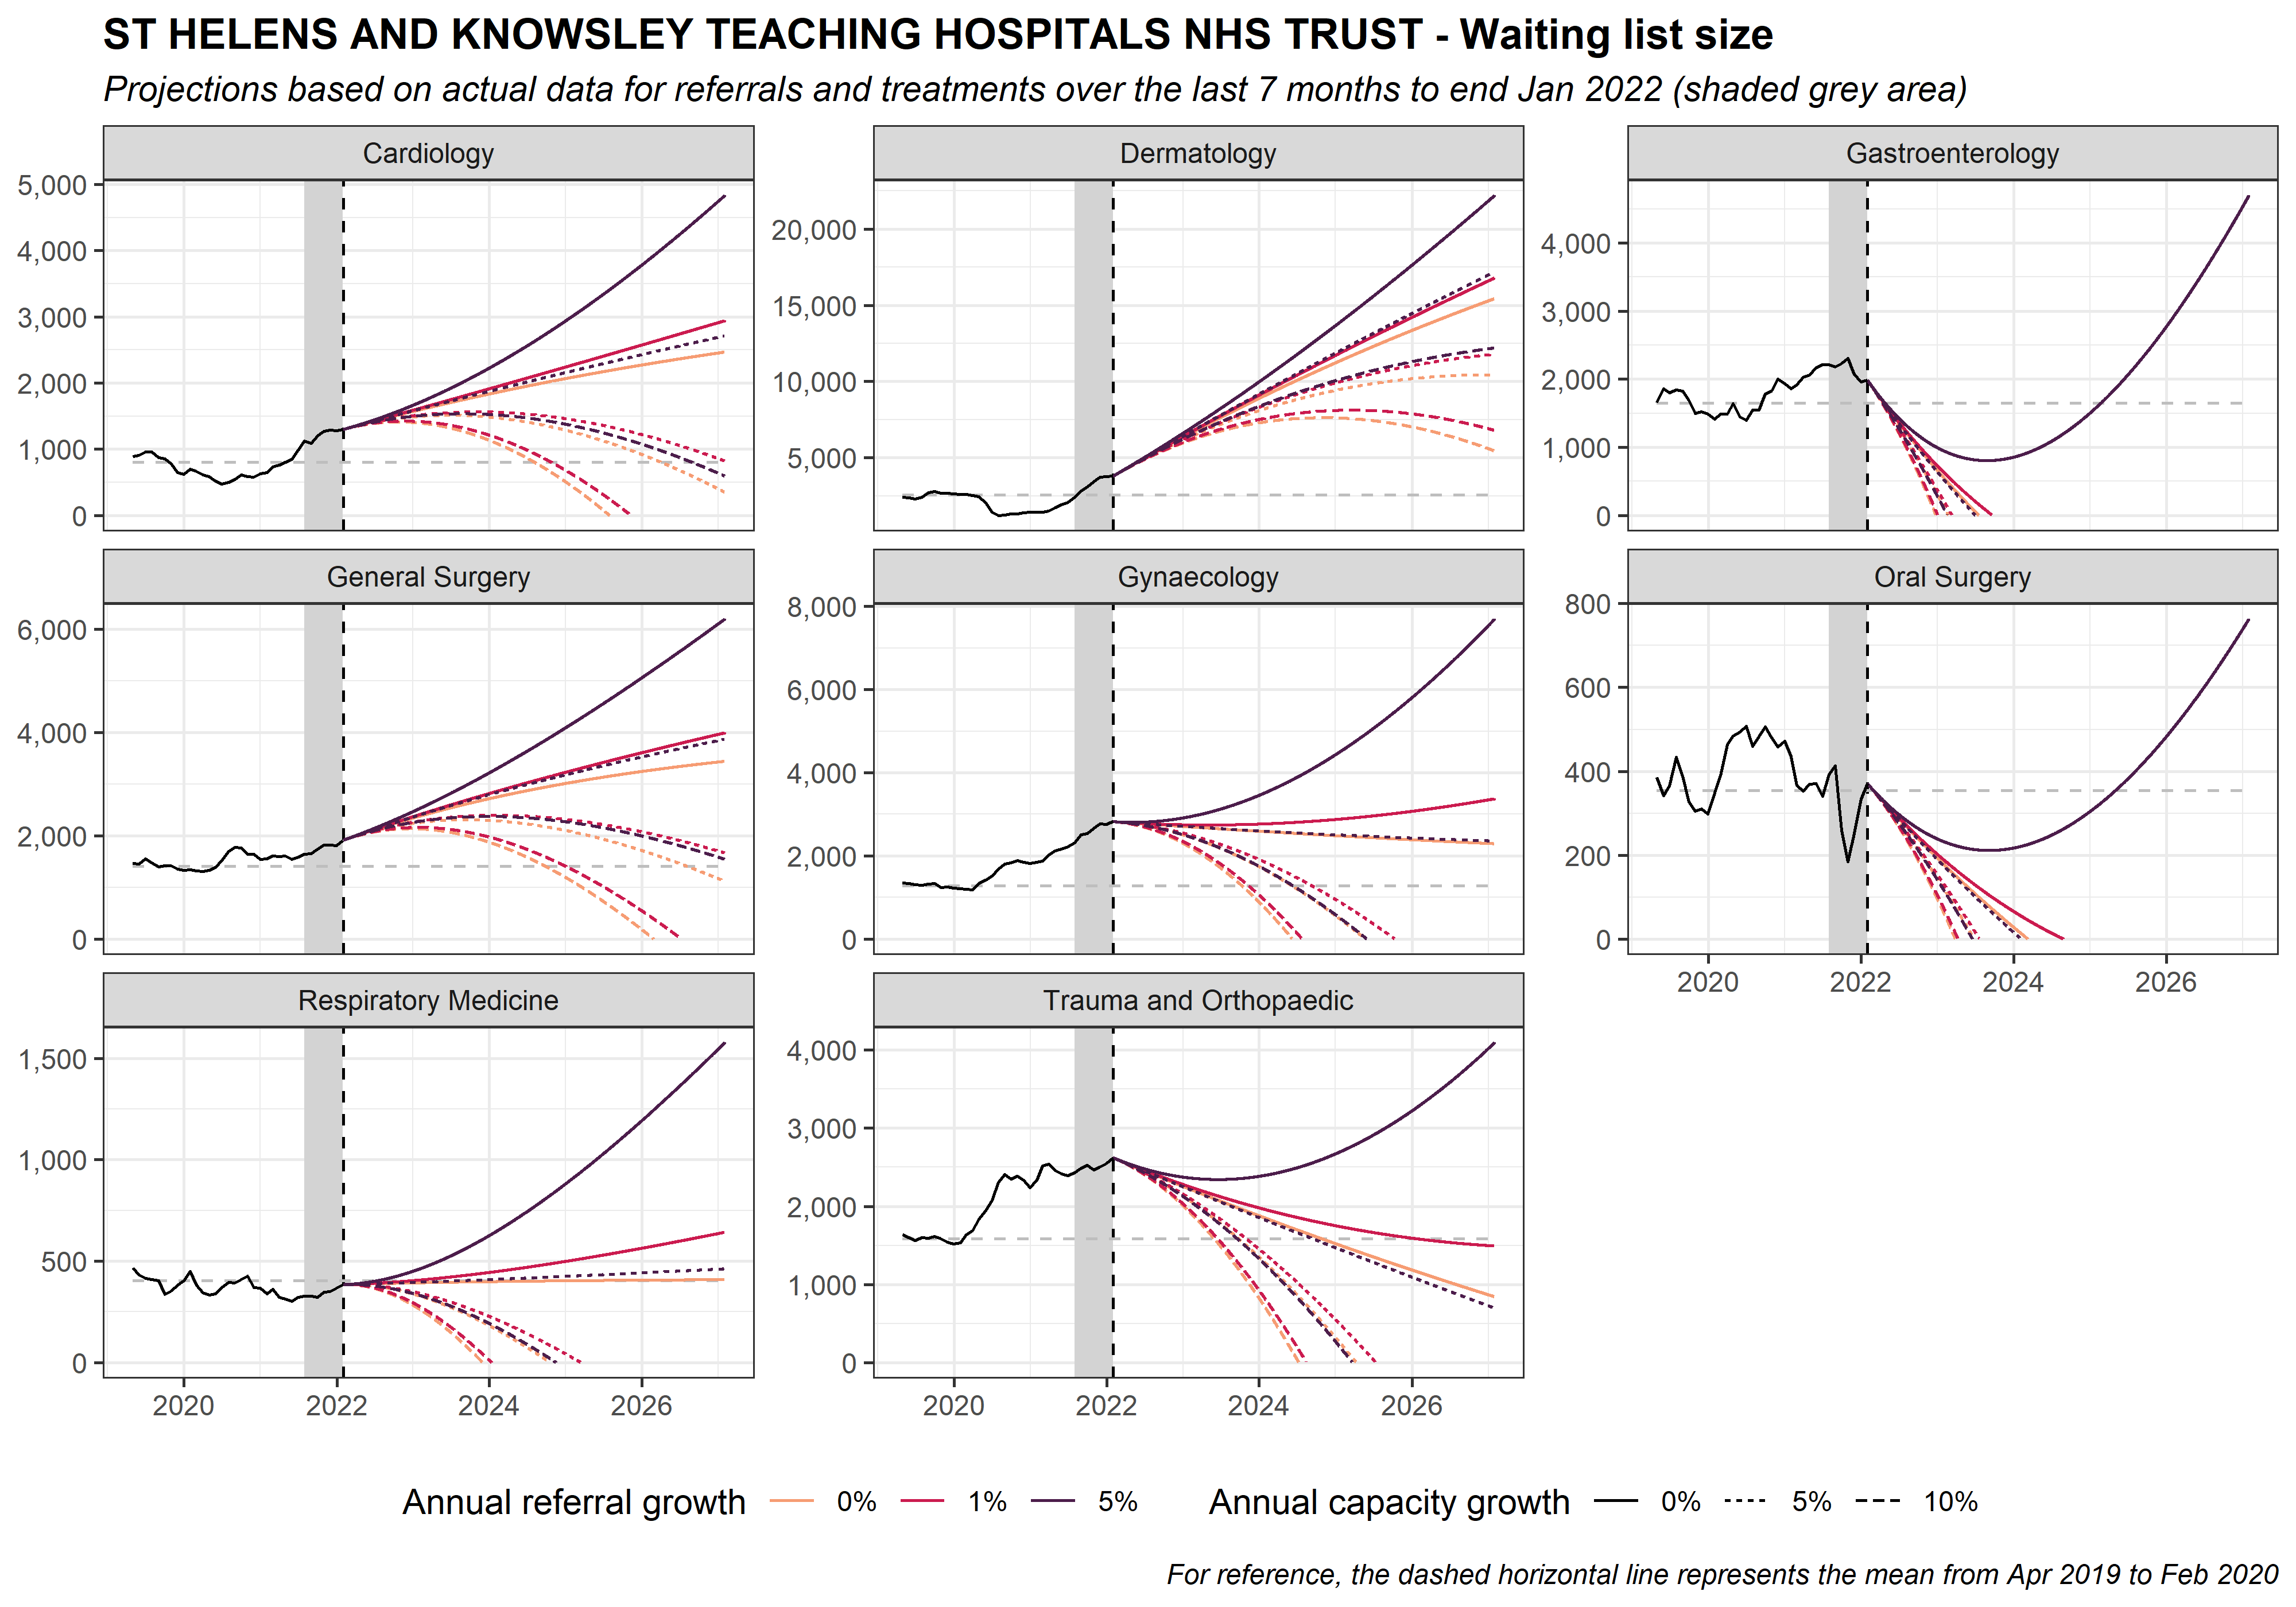 ST HELENS AND KNOWSLEY TEACHING HOSPITALS NHS TRUST - Waiting list size
Projections based on actual data for referrals and treatments over the last 7 months to end Jan 2022 (shaded grey area)
Cardiology
5,000
4,000
3,000
2,000
1,000
0
Dermatology
20,000
15,000
10,000
5,000
Gastroenterology
4,000
3,000
2,000
1,000
0
General Surgery
6,000
4,000
2,000
0
Gynaecology
8,000
6,000
4,000
2,000
0
Oral Surgery
800
600
400
200
0
2020 2022 2024 2026
Respiratory Medicine
1,500
1,000
500
0
2020 2022 2024 2026
Trauma and Orthopaedic
4,000
3,000
2,000
1,000
0
2020 2022 2024 2026
Annual referral growth 0% 1% 5% Annual capacity growth 0% 5% 10%
For reference, the dashed horizontal line represents the mean from Apr 2019 to Feb 2020